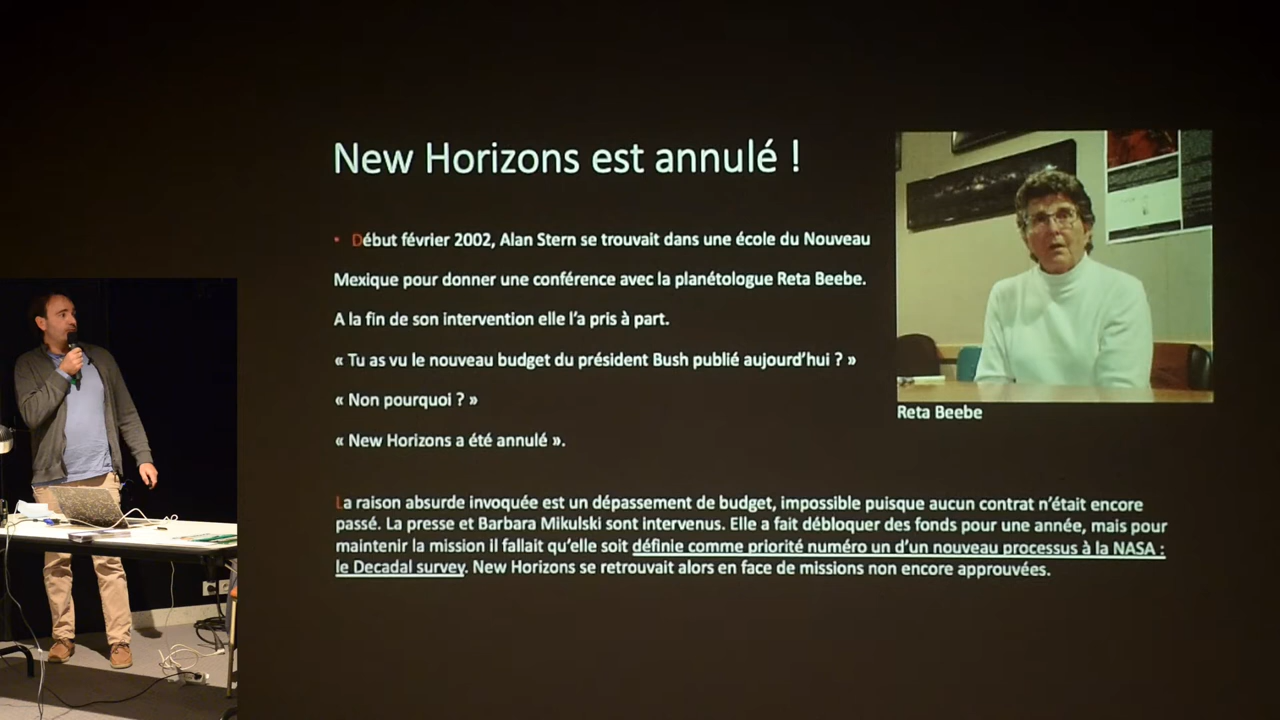 New Horizons est annulé !
• Début février 2002, Alan Stern se trouvait dans une école du Nouveau
Mexique pour donner une conférence avec la planétologue Reta Beebe.
A la fin de son intervention elle l’a pris à part.
« Tu as vu le nouveau budget du président Bush publié aujourd’hui ? »
« Non pourquoi ? »
« New Horizons a été annulé ».
Reta Beebe
La raison absurde invoquée est un dépassement de budget, impossible puisque aucun contrat n’était encore
passé. La presse et Barbara Mikulski sont intervenus. Elle a fait débloquer des fonds pour une année, mais pour
maintenir la mission il fallait qu’elle soit définie comme priorité numéro un d’un nouveau processus à la NASA :
le Decadal survey. New Horizons se retrouvait alors en face de missions non encore approuvées.